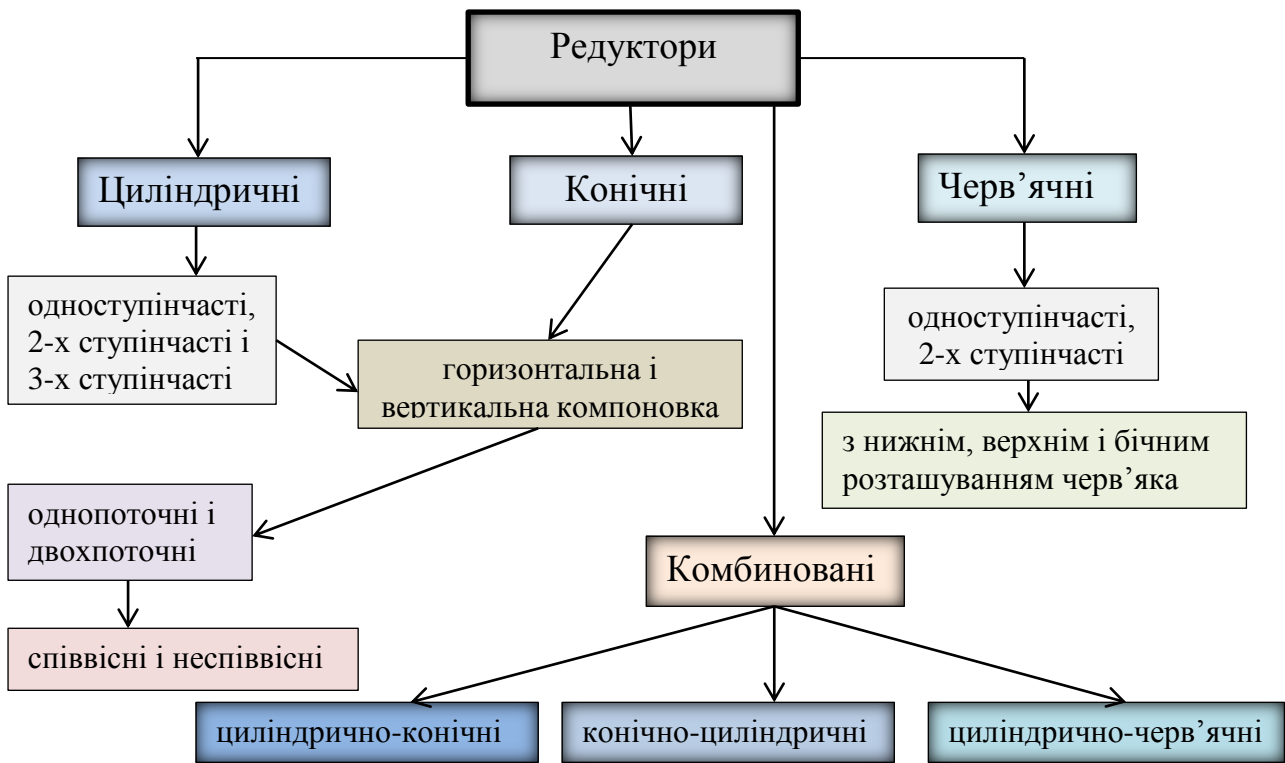 Редуктори
Циліндричні
Конічні
Черв’ячні
одноступінчасті,
2-х ступінчасті і
3-х ступінчасті
горизонтальна і
вертикальна компоновка
одноступінчасті,
2-х ступінчасті
з нижнім, верхнім і бічним
розташуванням черв’яка
однопоточні і
двохпоточні
Комбиновані
співвісні і неспіввісні
циліндрично-конічні
конічно-циліндричні
циліндрично-черв’ячні